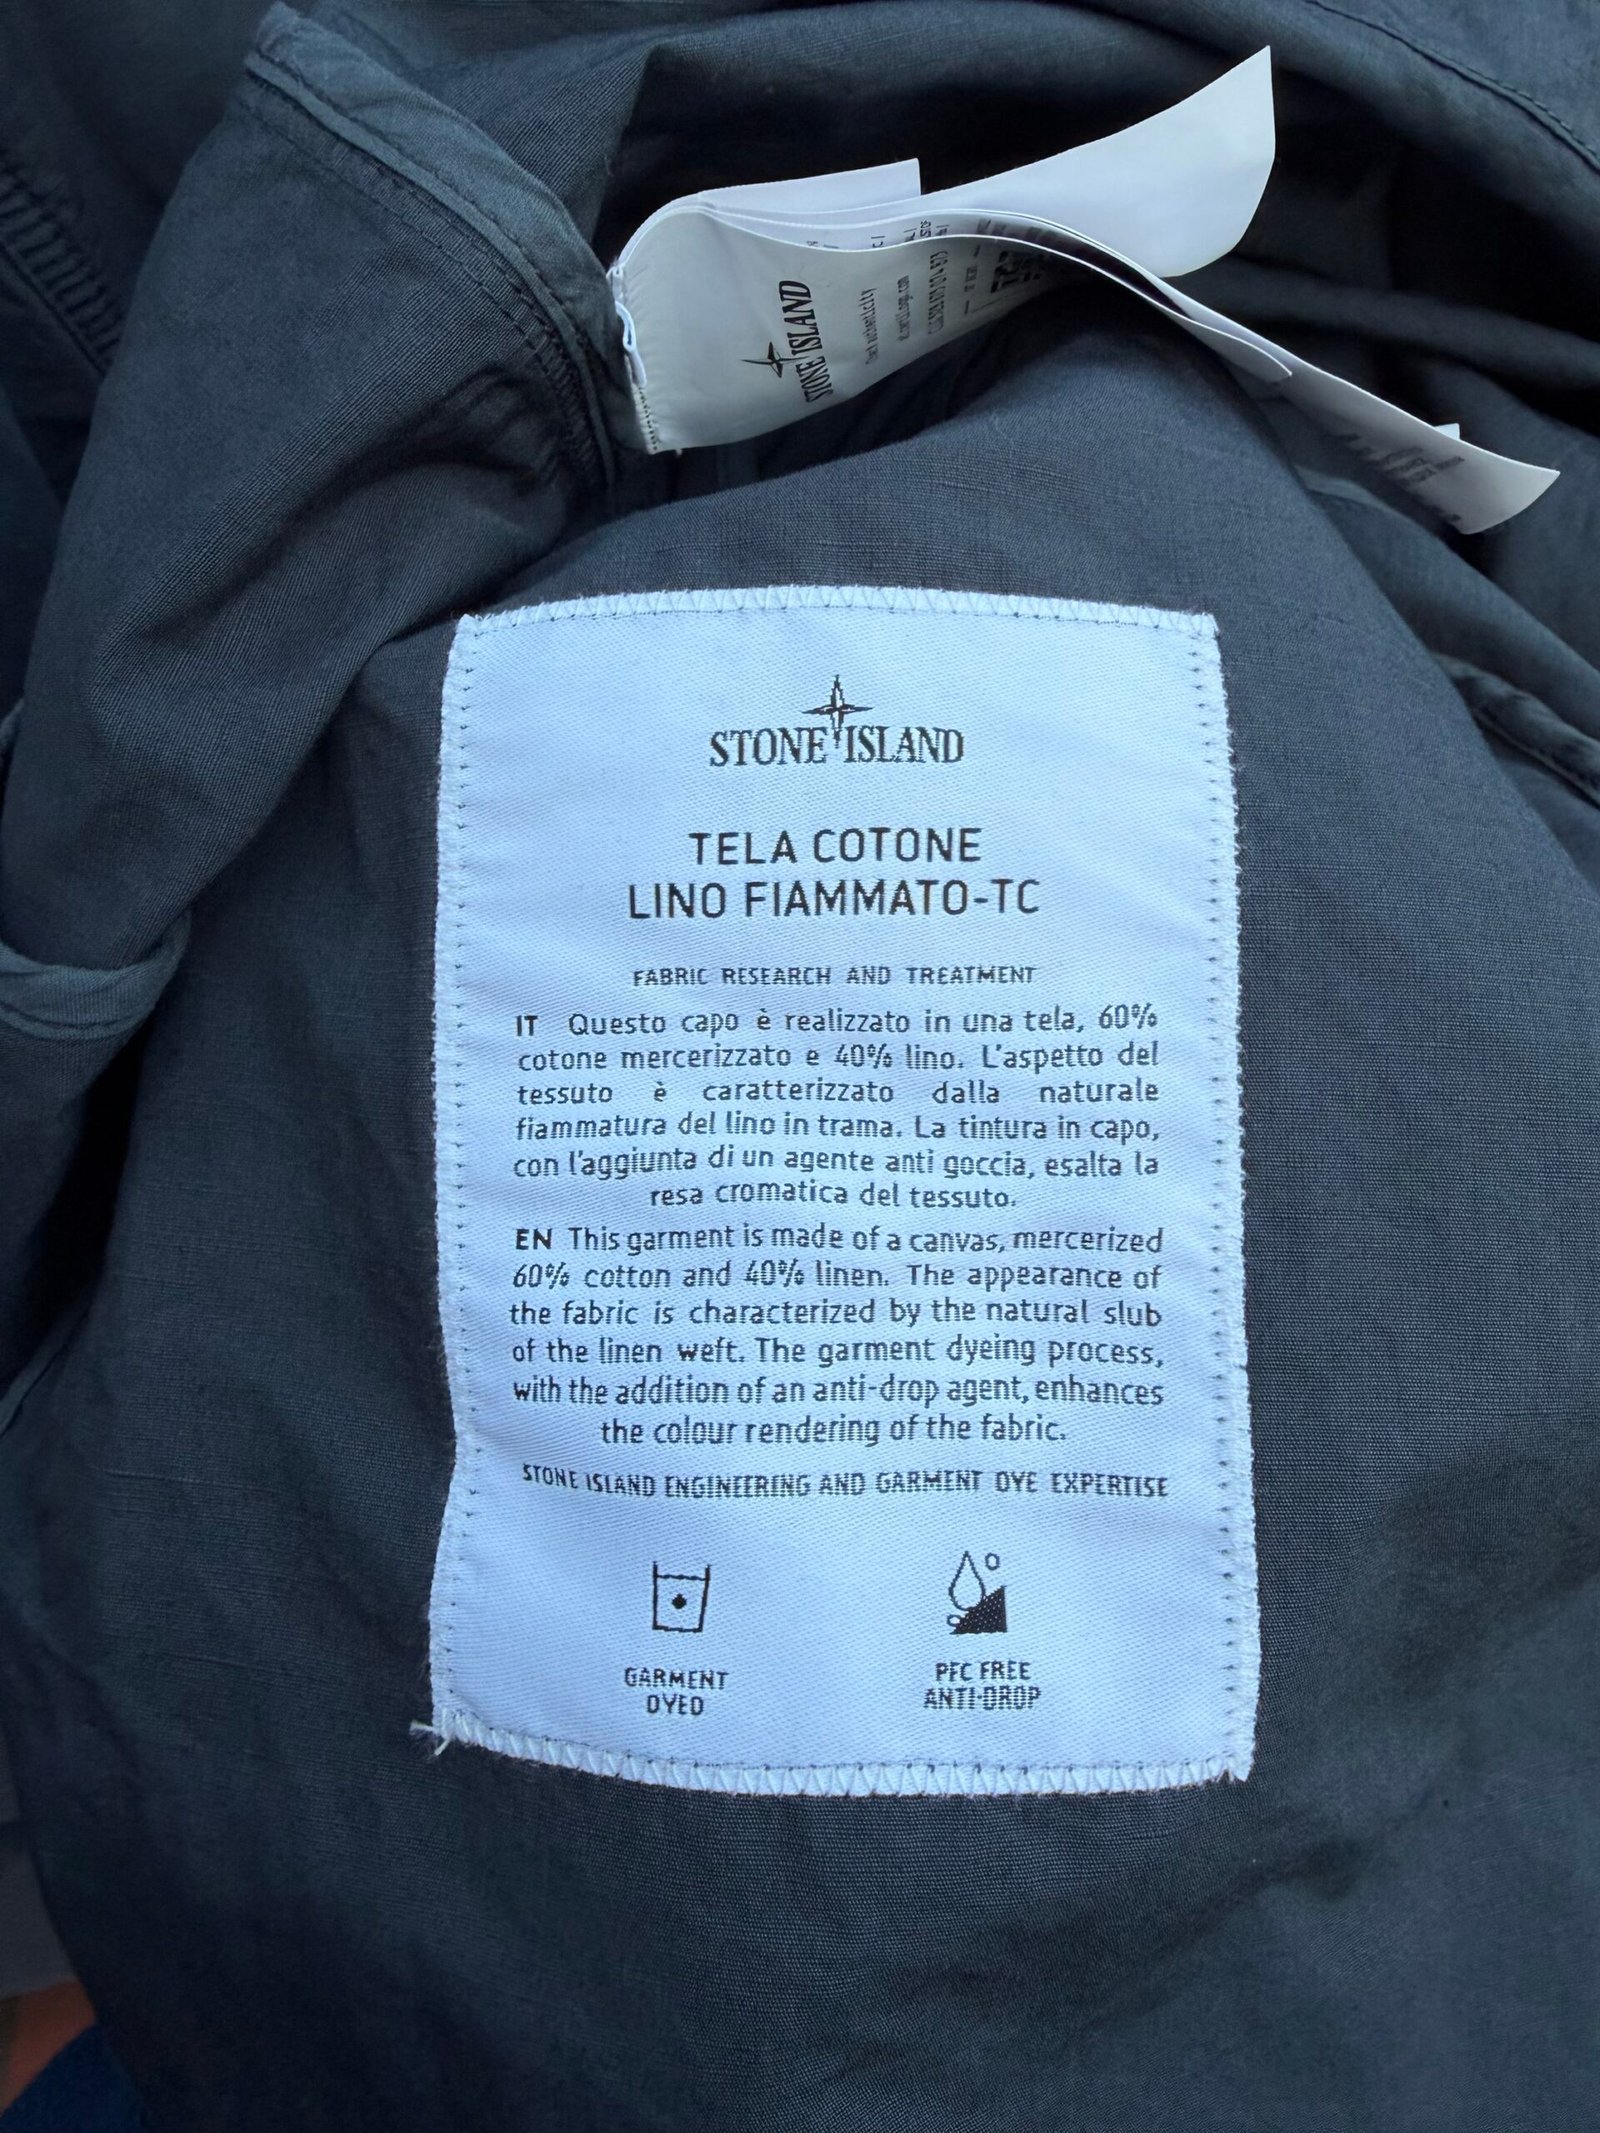 STONE ISLAND
Cert authenticity
STONE ISLAND
TELA COTONE
LINO FIAMMATO-TC
FABRIC RESEARCH AND TREATMENT
IT Questo capo è realizzato in una tela, 60%
cotone mercerizzato e 40% lino. L'aspetto del
tessuto è caratterizzato dalla naturale
fiammatura del lino in trama. La tintura in capo,
con l'aggiunta di un agente anti goccia, esalta la
resa cromatica del tessuto.
EN This garment is made of a canvas, mercerized
60% cotton and 40% linen. The appearance of
the fabric is characterized by the natural slub
of the linen weft. The garment dyeing process,
with the addition of an anti-drop agent, enhances
the colour rendering of the fabric.
STONE ISLAND ENGINEERING AND GARMENT DYE EXPERTISE
GARMENT
DYED
PFC FREE
ANTI-DROP